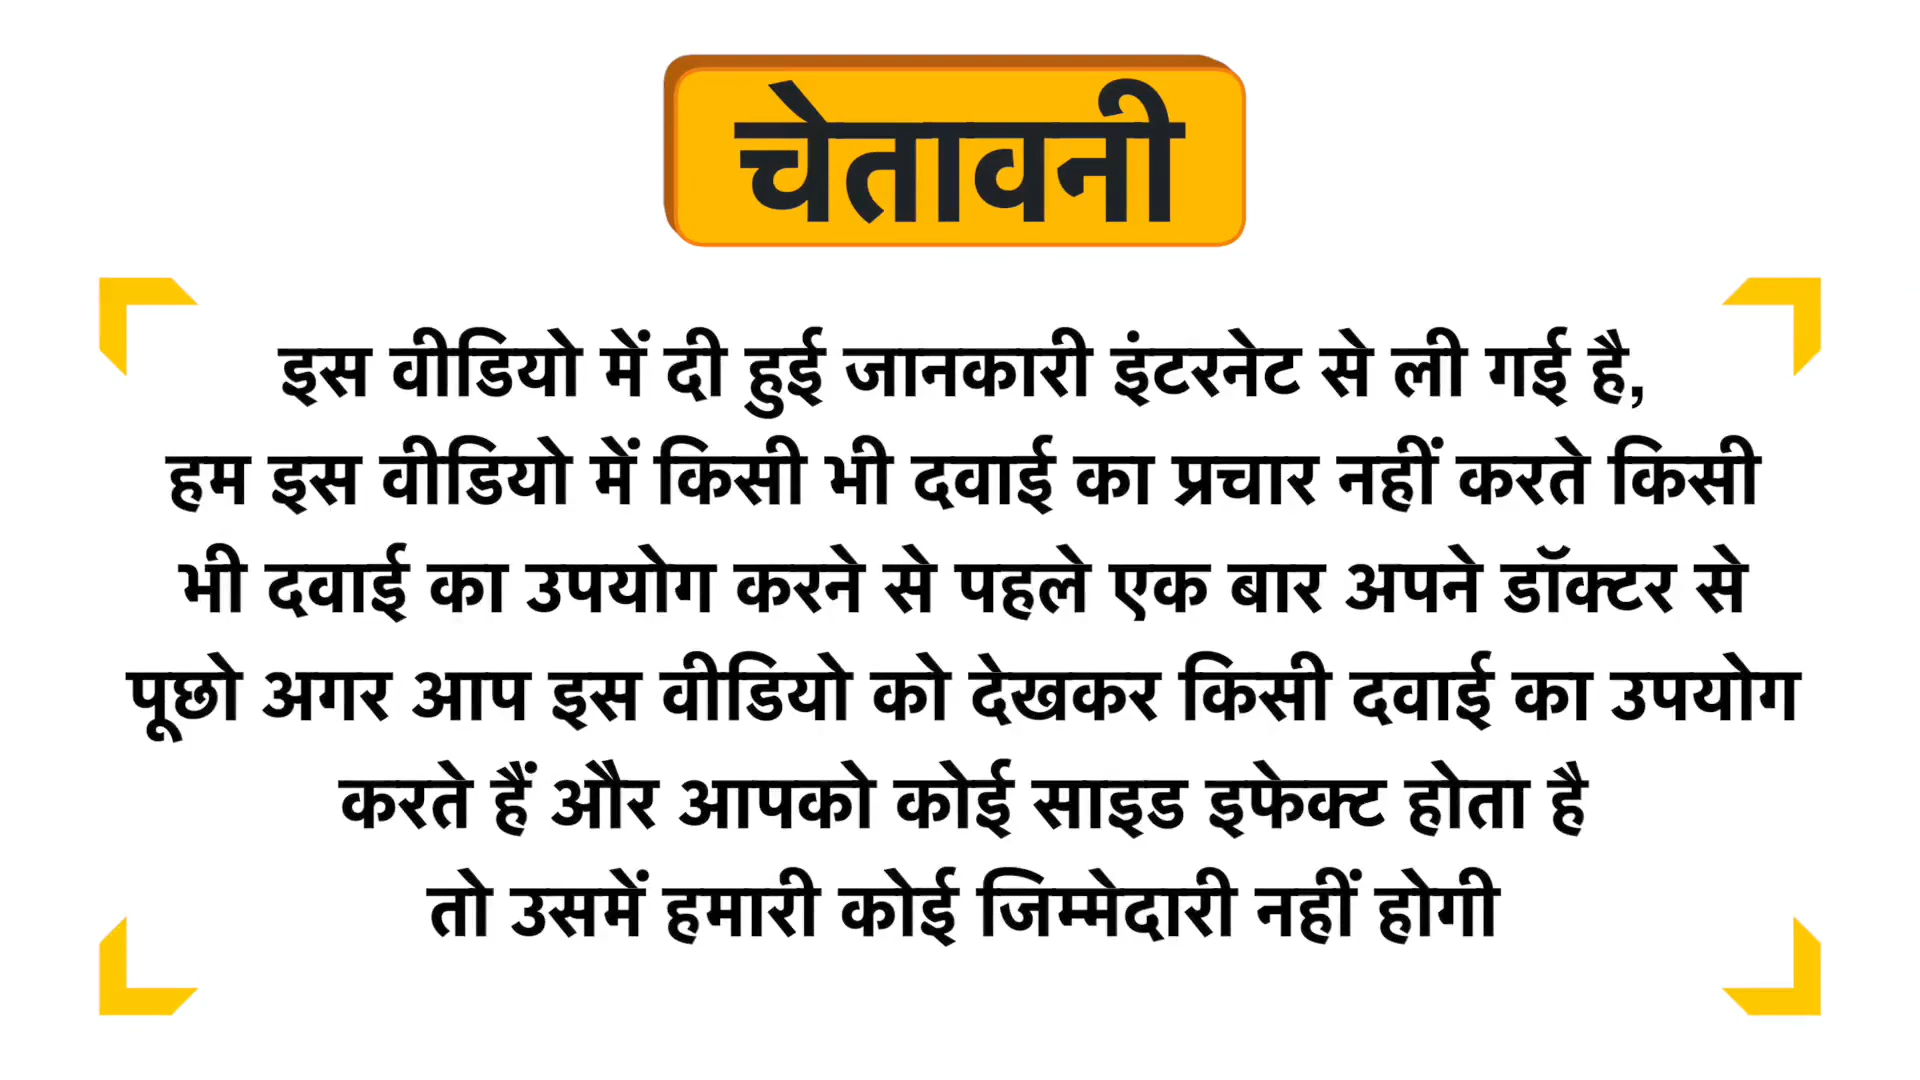 चेतावनी
इस वीडियो में दी हुई जानकारी इंटरनेट से ली गई है,
हम इस वीडियो में किसी भी दवाई का प्रचार नहीं करते किसी
भी दवाई का उपयोग करने से पहले एक बार अपने डॉक्टर से
पूछो अगर आप इस वीडियो को देखकर किसी दवाई का उपयोग
करते हैं और आपको कोई साइड इफेक्ट होता है
तो उसमें हमारी कोई जिम्मेदारी नहीं होगी